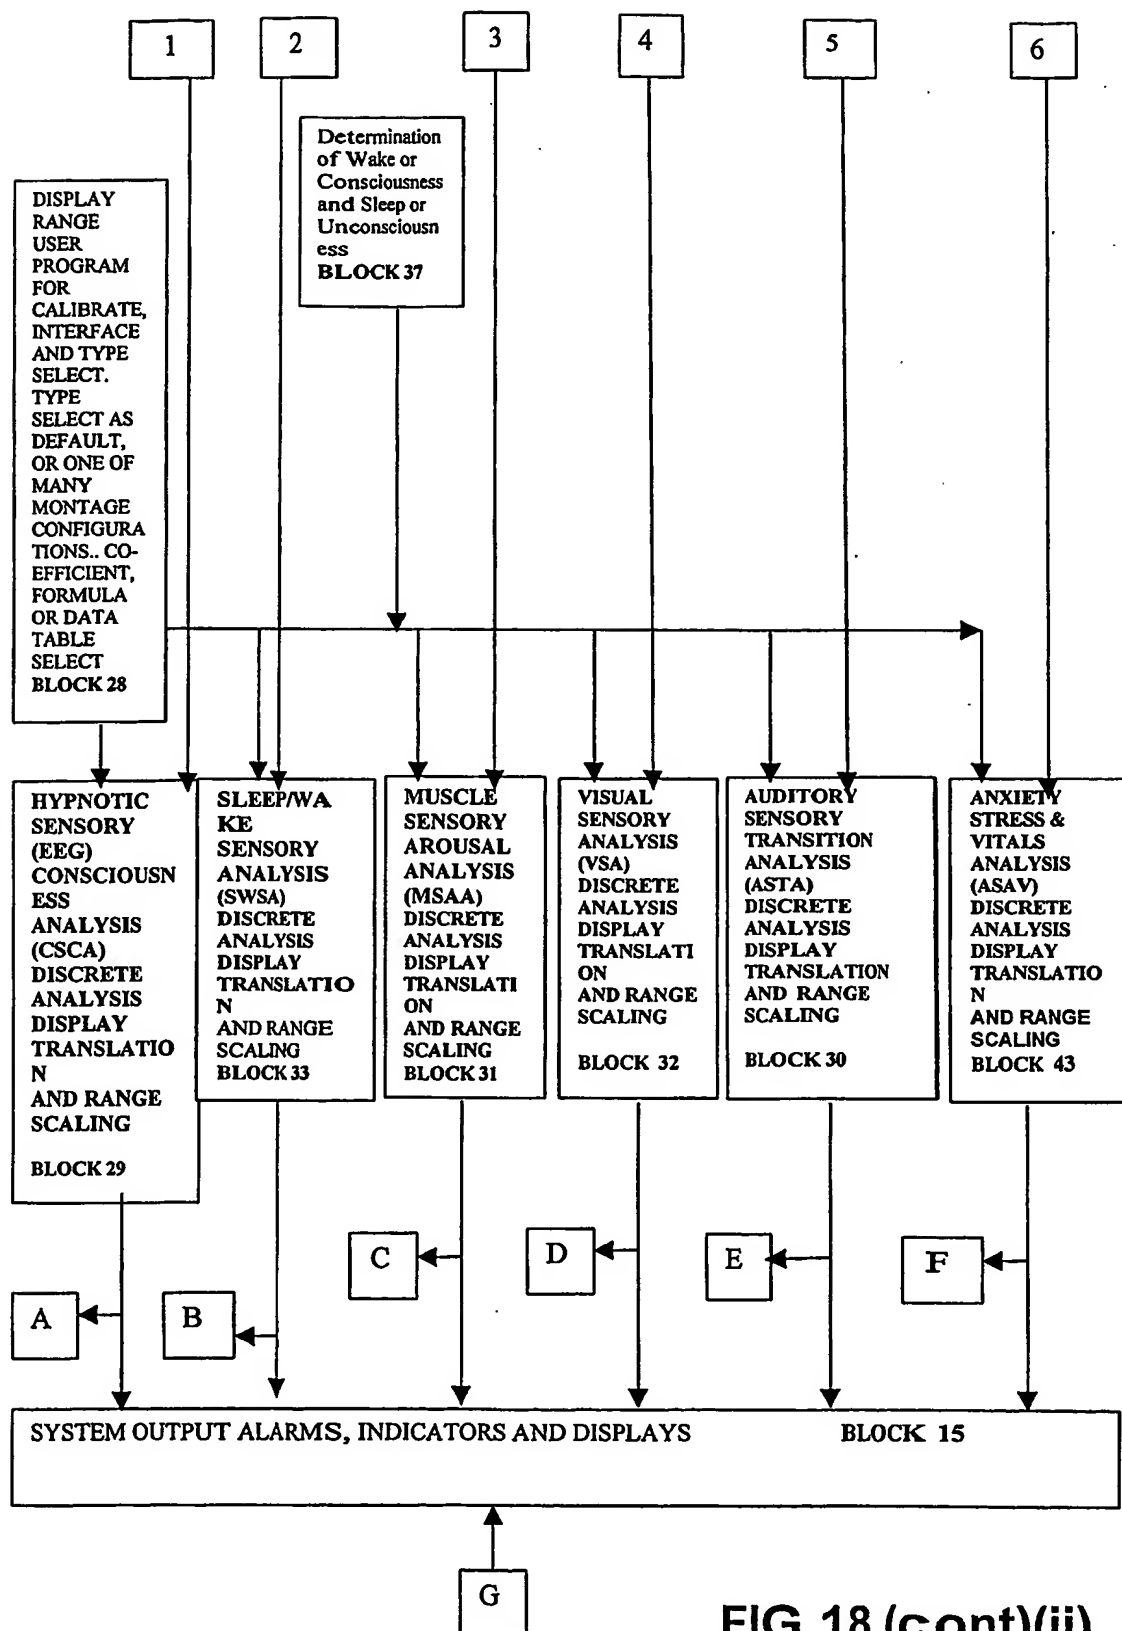 1
2
3
4
5
6
Determination
of Wake or
Consciousness
and Sleep or
Unconsciousn
ess
BLOCK 37
DISPLAY
RANGE
USER
PROGRAM
FOR
CALIBRATE,
INTERFACE
AND TYPE
SELECT.
TYPE
SELECT AS
DEFAULT,
OR ONE OF
MANY
MONTAGE
CONFIGURA
TIONS.. CO-
EFFICIENT,
FORMULA
OR DATA
TABLE
SELECT
BLOCK 28
HYPNOTIC
SENSORY
(EEG)
CONSCIOUSN
ESS
ANALYSIS
(CSCA)
DISCRETE
ANALYSIS
DISPLAY
TRANSLATIO
N
AND RANGE
SCALING
BLOCK 29
SLEEP/WA
KE
SENSORY
ANALYSIS
(SWSA)
DISCRETE
ANALYSIS
DISPLAY
TRANSLATIO
N
AND RANGE
SCALING
BLOCK 33
MUSCLE
SENSORY
AROUSAL
ANALYSIS
(MSAA)
DISCRETE
ANALYSIS
DISPLAY
TRANSLATI
ON
AND RANGE
SCALING
BLOCK 31
VISUAL
SENSORY
ANALYSIS
(VSA)
DISCRETE
ANALYSIS
DISPLAY
TRANSLATI
ON
AND RANGE
SCALING
BLOCK 32
AUDITORY
SENSORY
TRANSITION
ANALYSIS
(ASTA)
DISCRETE
ANALYSIS
DISPLAY
TRANSLATION
AND RANGE
SCALING
BLOCK 30
ANXIETY
STRESS &
VITALS
ANALYSIS
(ASAV)
DISCRETE
ANALYSIS
DISPLAY
TRANSLATIO
N
AND RANGE
SCALING
BLOCK 43
A
B
C
D
E
F
SYSTEM OUTPUT ALARMS, INDICATORS AND DISPLAYS BLOCK 15
G
FIG 18 (cont)(ii)